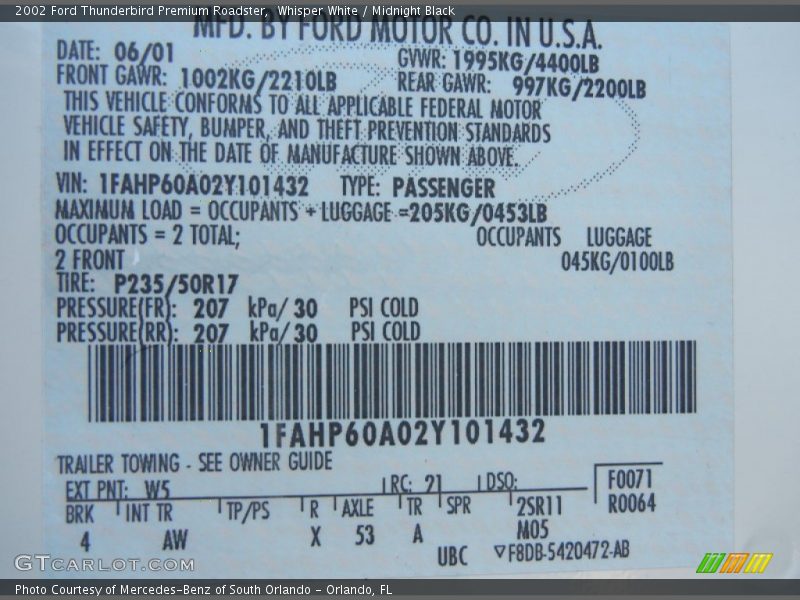 2002 Ford Thunderbird Premium Roadster, Whisper White / Midnight Black
MFD. BY FORD MOTOR CO. IN U.S.A.
DATE: 06/01 GVWR: 1995KG/4400LB
FRONT GAWR: 1002KG/2210LB REAR GAWR: 997KG/2200LB
THIS VEHICLE CONFORMS TO ALL APPLICABLE FEDERAL MOTOR
VEHICLE SAFETY, BUMPER, AND THEFT PREVENTION STANDARDS
IN EFFECT ON THE DATE OF MANUFACTURE SHOWN ABOVE.
VIN: 1FAHP60A02Y101432 TYPE: PASSENGER
MAXIMUM LOAD = OCCUPANTS + LUGGAGE =205KG/0453LB
OCCUPANTS = 2 TOTAL; OCCUPANTS LUGGAGE
2 FRONT 045KG/0100LB
TIRE: P235/50R17
PRESSURE(FR): 207 kPa/ 30 PSI COLD
PRESSURE(RR): 207 kPa/ 30 PSI COLD
1FAHP60A02Y101432
TRAILER TOWING - SEE OWNER GUIDE
EXT PNT: W5 RC: 21 DSO: F0071
BRK INT TR TP/PS R AXLE TR SPR 2SR11 R0064
4 AW X 53 A M05
UBC F8DB-5420472-AB
GTCARLOT.COM
Photo Courtesy of Mercedes-Benz of South Orlando - Orlando, FL